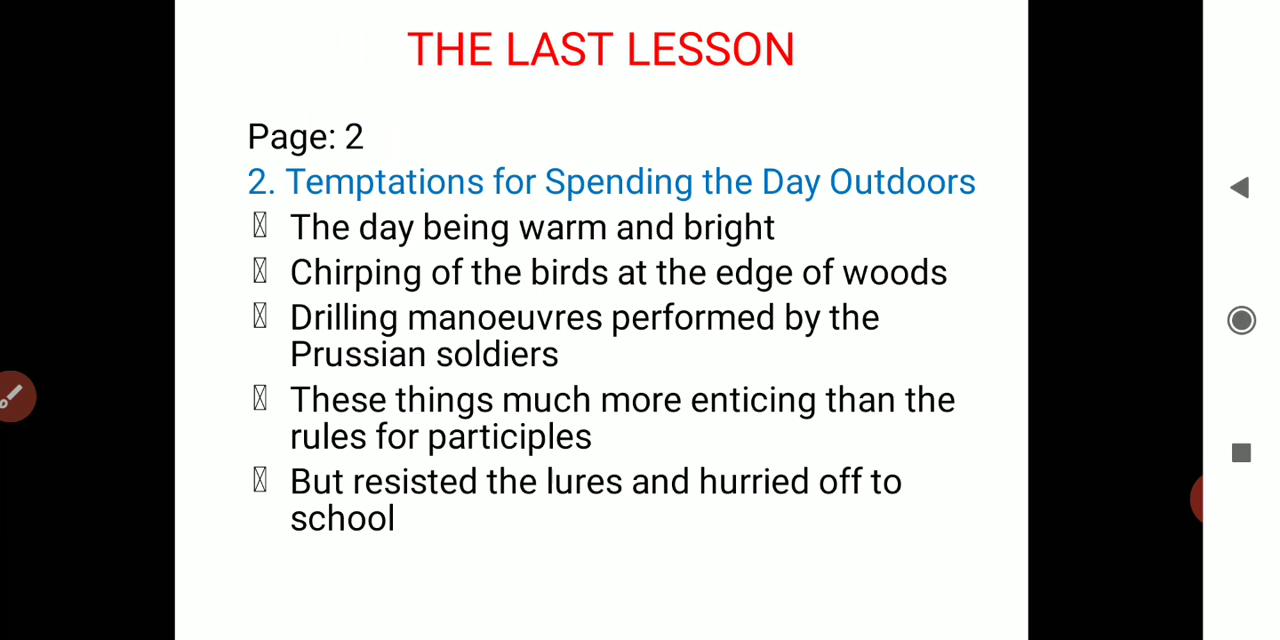 THE LAST LESSON
Page: 2
2. Temptations for Spending the Day Outdoors
The day being warm and bright
Chirping of the birds at the edge of woods
Drilling manoeuvres performed by the
Prussian soldiers
These things much more enticing than the
rules for participles
But resisted the lures and hurried off to
school